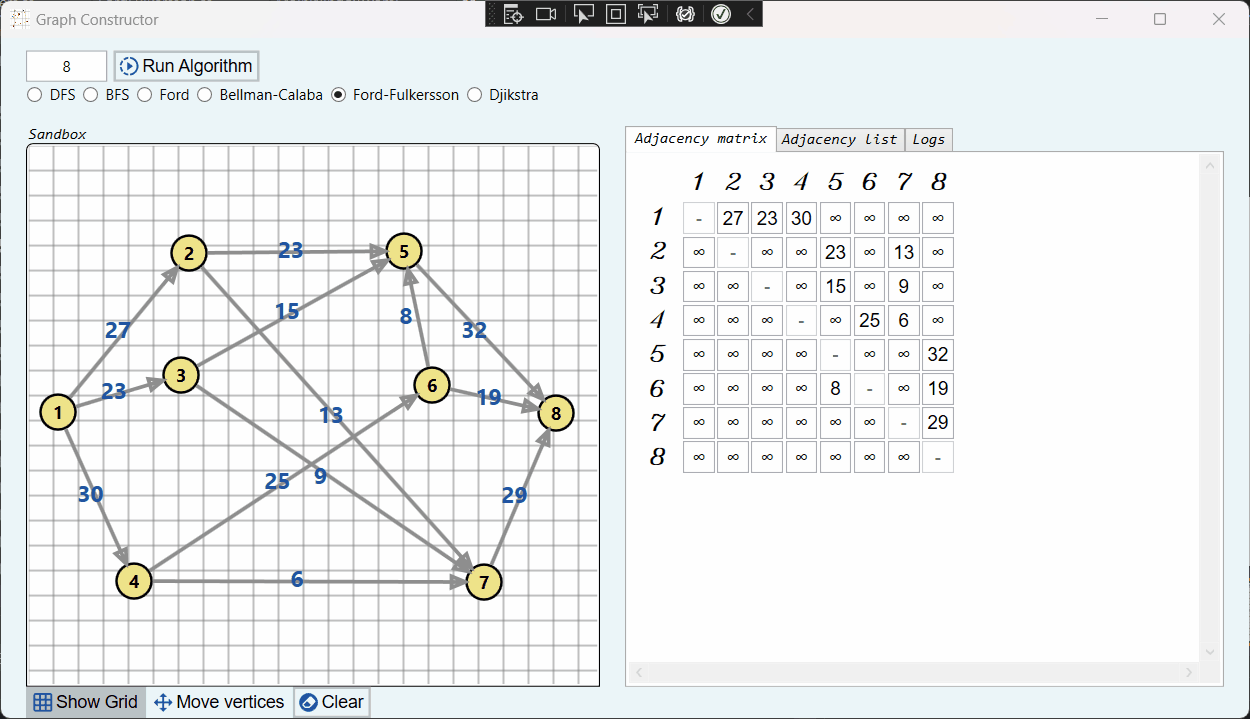 Graph Constructor
8 Run Algorithm
DFS BFS Ford Bellman-Calaba Ford-Fulkersson Djikstra
Sandbox
Adjacency matrix Adjacency list Logs
1 2 3 4 5 6 7 8
1 - 27 23 30 ∞ ∞ ∞ ∞
2 ∞ - ∞ ∞ 23 ∞ 13 ∞
3 ∞ ∞ - ∞ 15 ∞ 9 ∞
4 ∞ ∞ ∞ - ∞ 25 6 ∞
5 ∞ ∞ ∞ ∞ - ∞ ∞ 32
6 ∞ ∞ ∞ ∞ 8 - ∞ 19
7 ∞ ∞ ∞ ∞ ∞ ∞ - 29
8 ∞ ∞ ∞ ∞ ∞ ∞ ∞ -
2 23 5
15
8
27 32
3
23 6 19
1 13 8
9
25
30 29
4 6 7
Show Grid Move vertices Clear